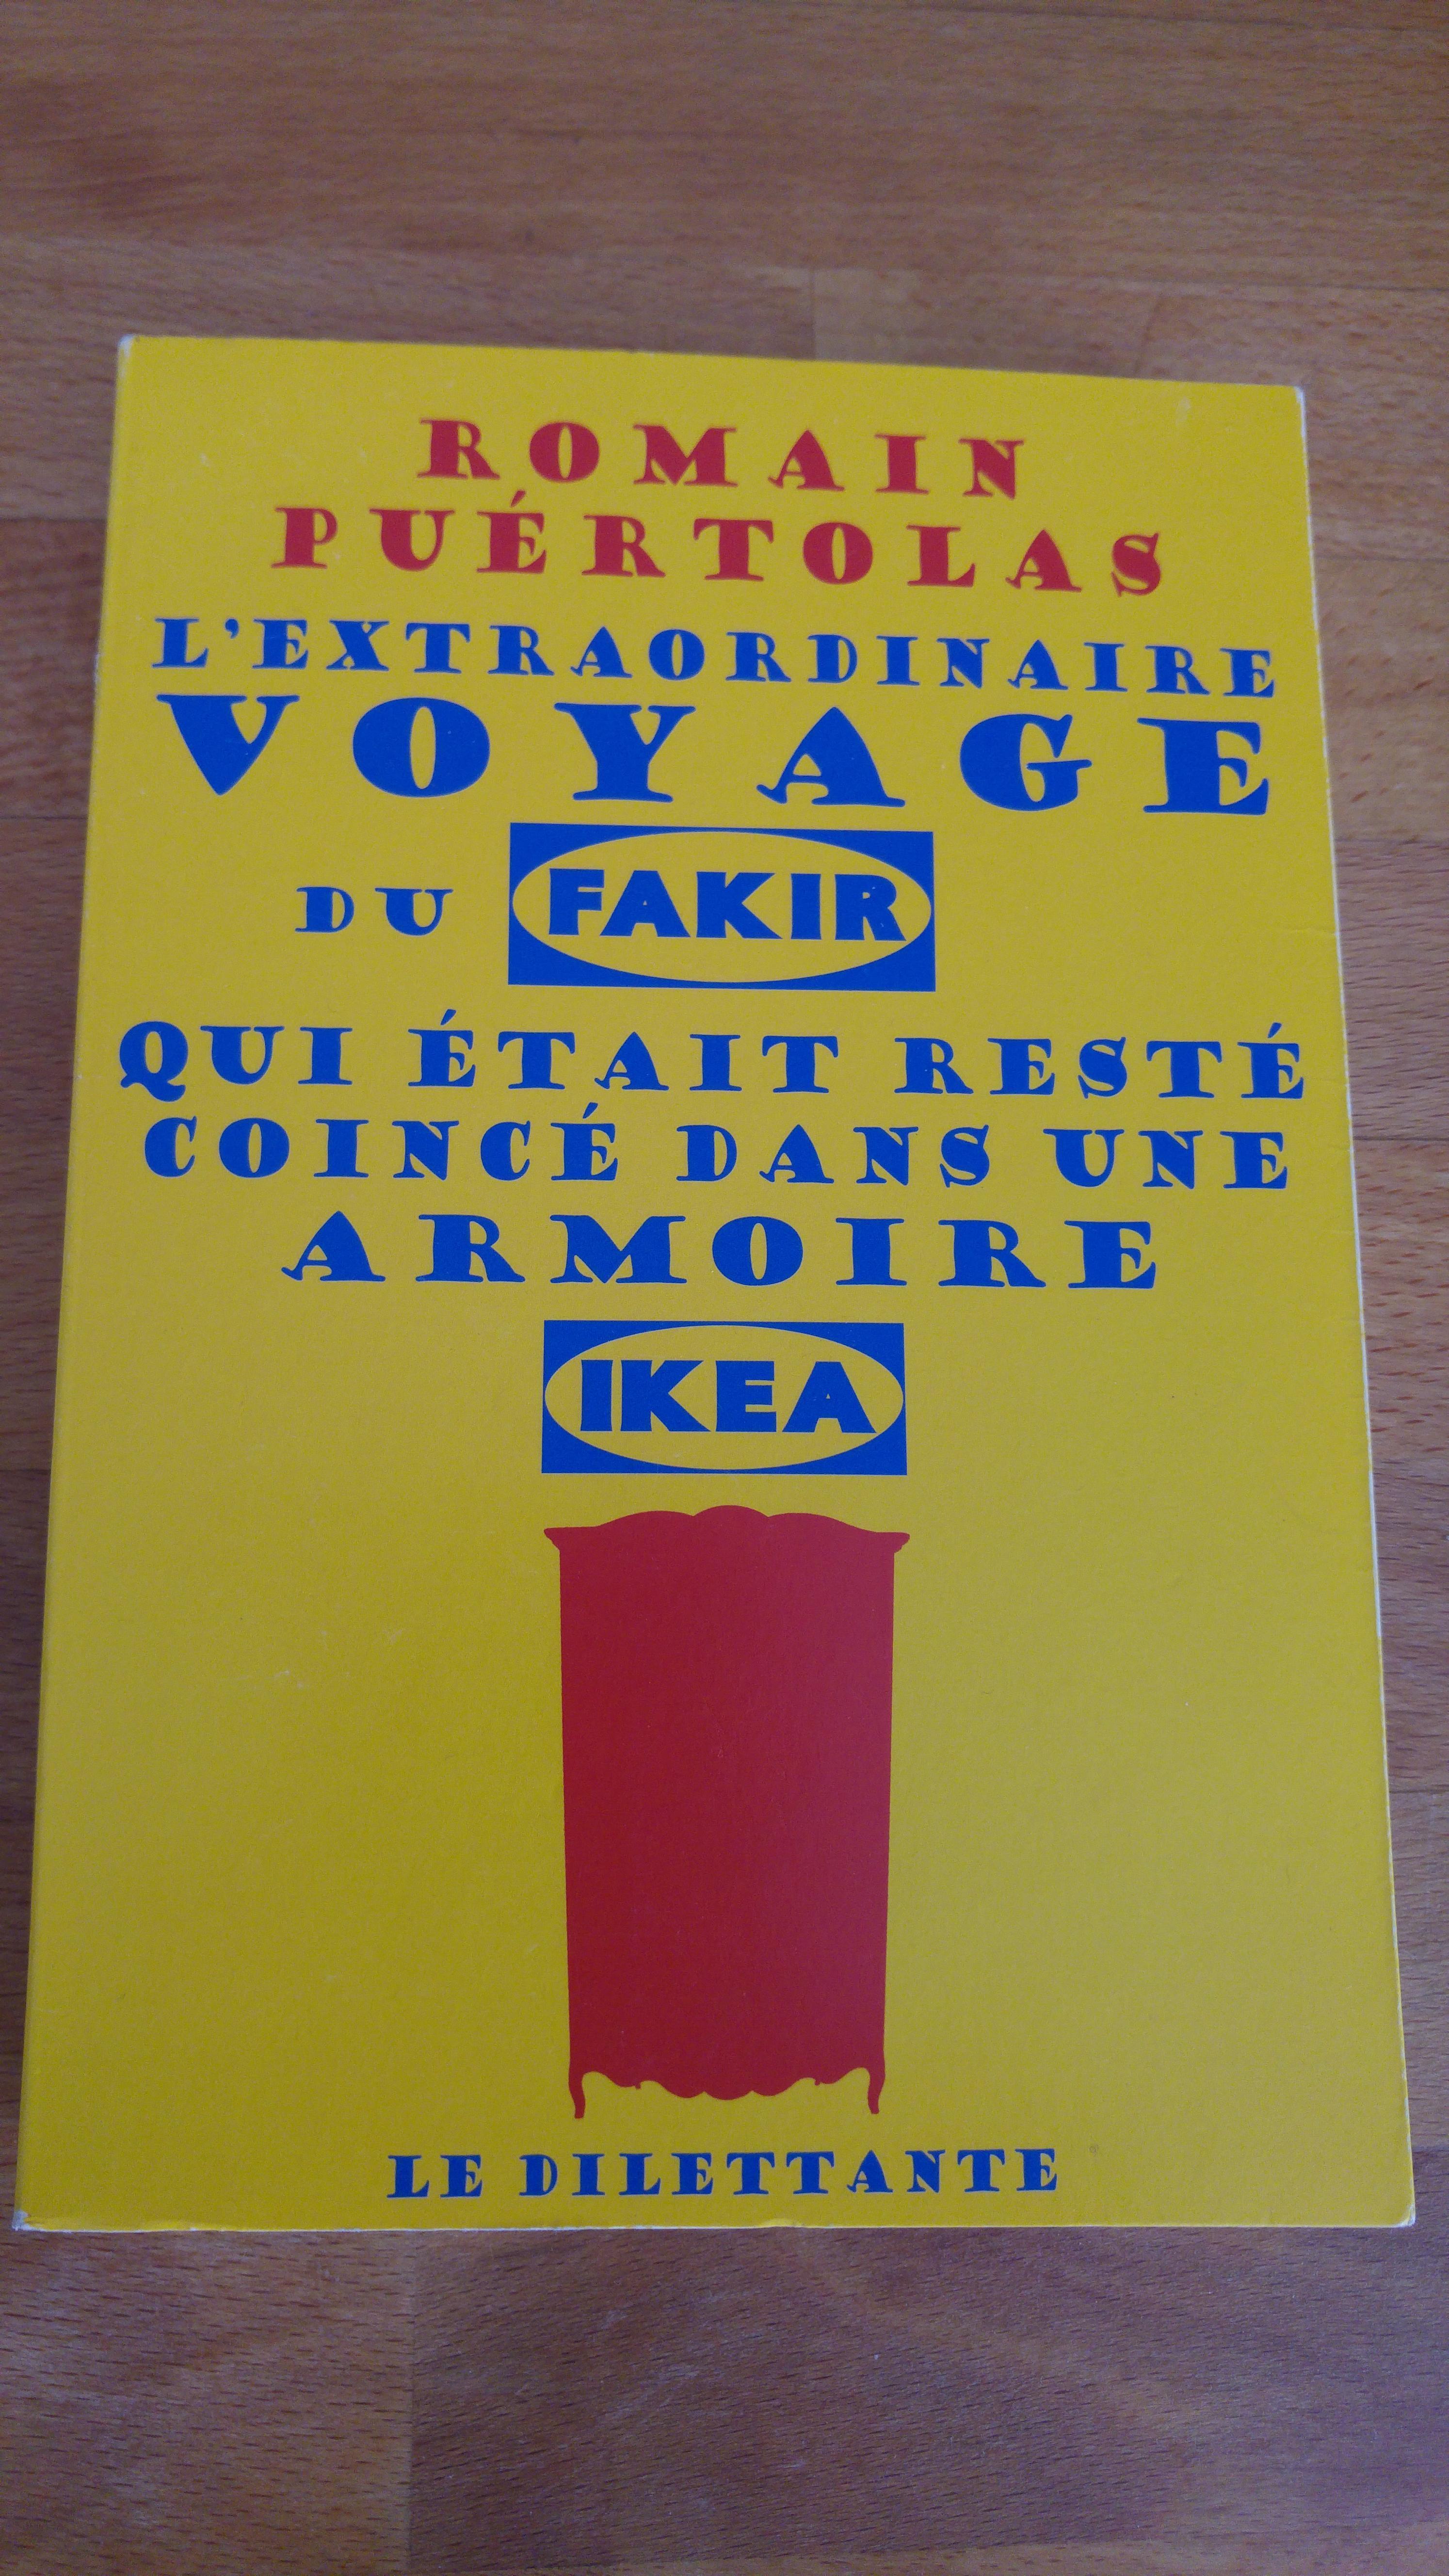 ROMAIN
PUÉRTOLAS
L'EXTRAORDINAIRE
VOYAGE
DU FAKIR
QUI ÉTAIT RESTÉ
COINCÉ DANS UNE
ARMOIRE
IKEA
LE DILETTANTE